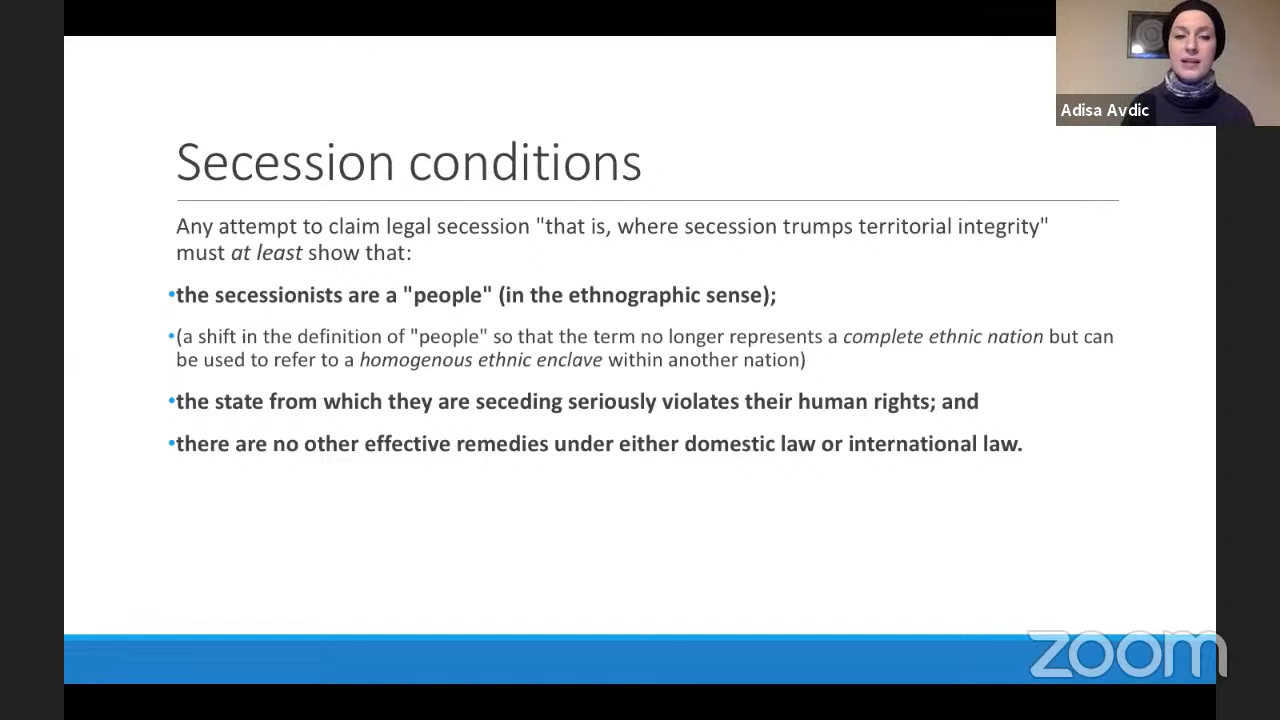 Adisa Avdic
Secession conditions
Any attempt to claim legal secession "that is, where secession trumps territorial integrity"
must at least show that:
•the secessionists are a "people" (in the ethnographic sense);
•(a shift in the definition of "people" so that the term no longer represents a complete ethnic nation but can
be used to refer to a homogenous ethnic enclave within another nation)
•the state from which they are seceding seriously violates their human rights; and
•there are no other effective remedies under either domestic law or international law.
zoom